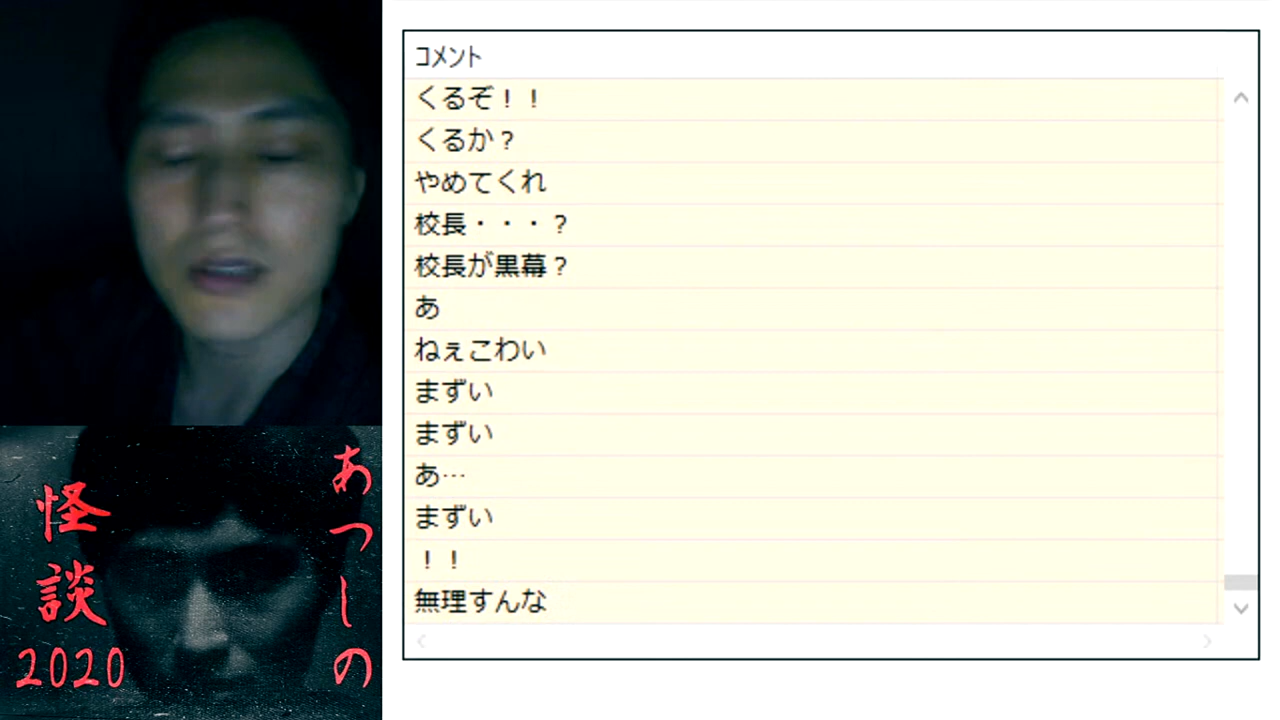 コメント
くるぞ！！
くるか？
やめてくれ
校長・・・？
校長が黒幕？
あ
ねぇこわい
まずい
まずい
あ…
まずい
！！
無理すんな
あつしの
怪談
2020